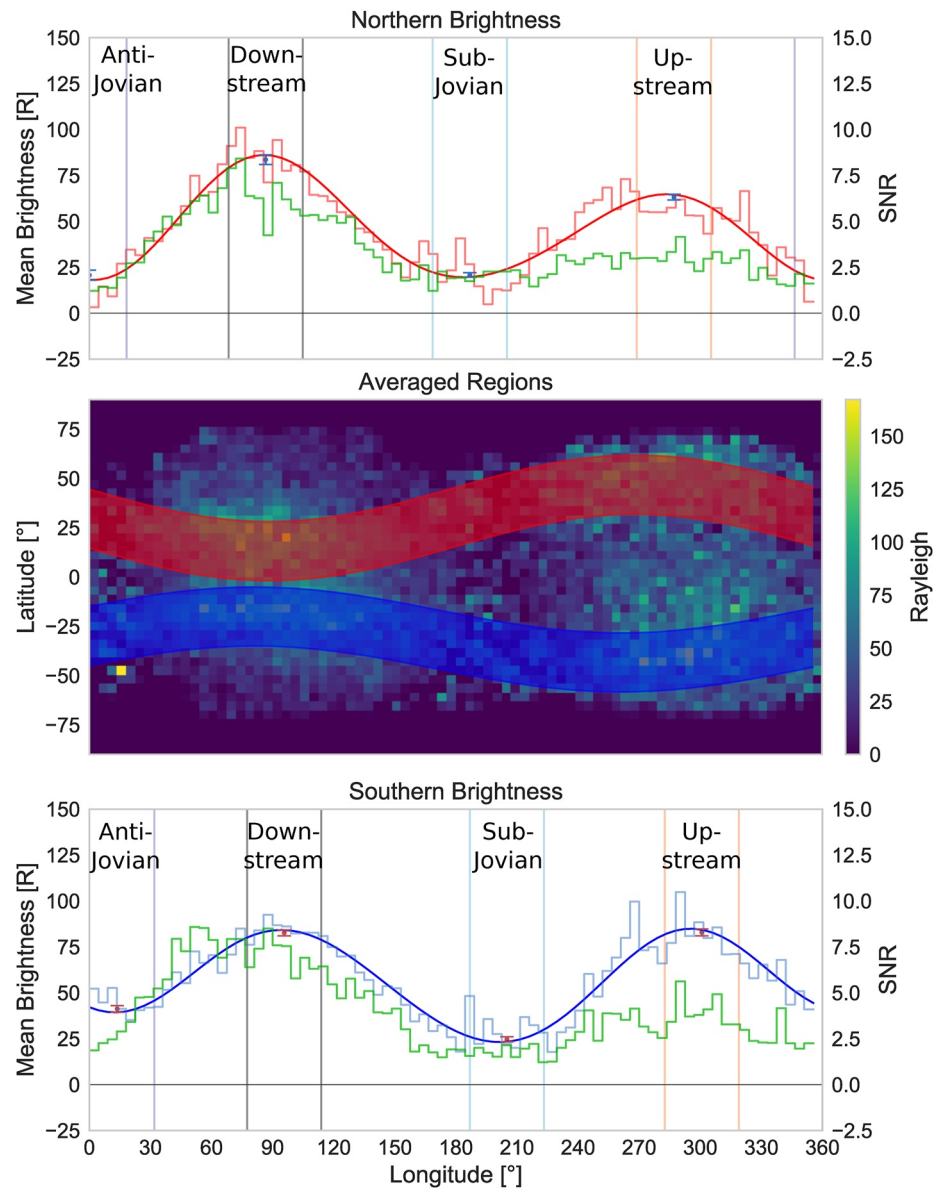 Northern Brightness
Mean Brightness [R]
150
125
100
75
50
25
0
−25
Anti-
Jovian
Down-
stream
Sub-
Jovian
Up-
stream
15.0
12.5
10.0
7.5
5.0
2.5
0.0
−2.5
SNR
Averaged Regions
Latitude [°]
75
50
25
0
−25
−50
−75
150
125
100
75
50
25
0
Rayleigh
Southern Brightness
Mean Brightness [R]
150
125
100
75
50
25
0
−25
Anti-
Jovian
Down-
stream
Sub-
Jovian
Up-
stream
15.0
12.5
10.0
7.5
5.0
2.5
0.0
−2.5
SNR
0 30 60 90 120 150 180 210 240 270 300 330 360
Longitude [°]